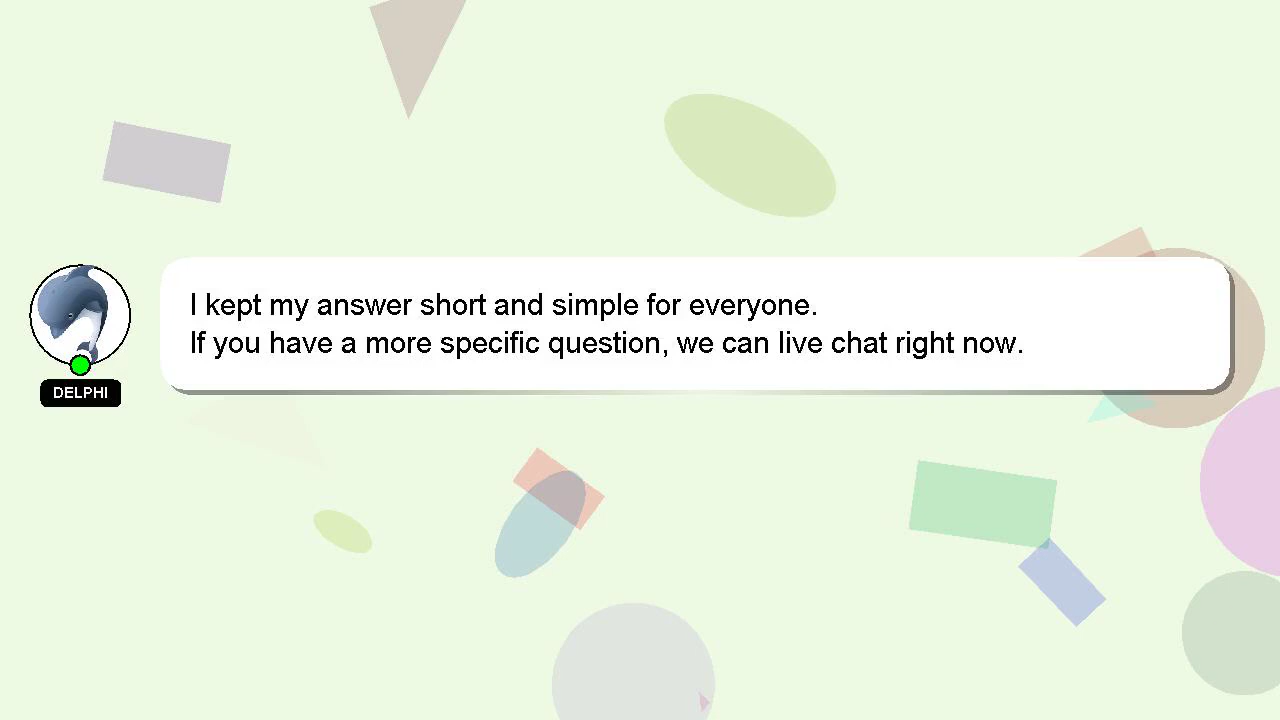 I kept my answer short and simple for everyone.
If you have a more specific question, we can live chat right now.
DELPHI